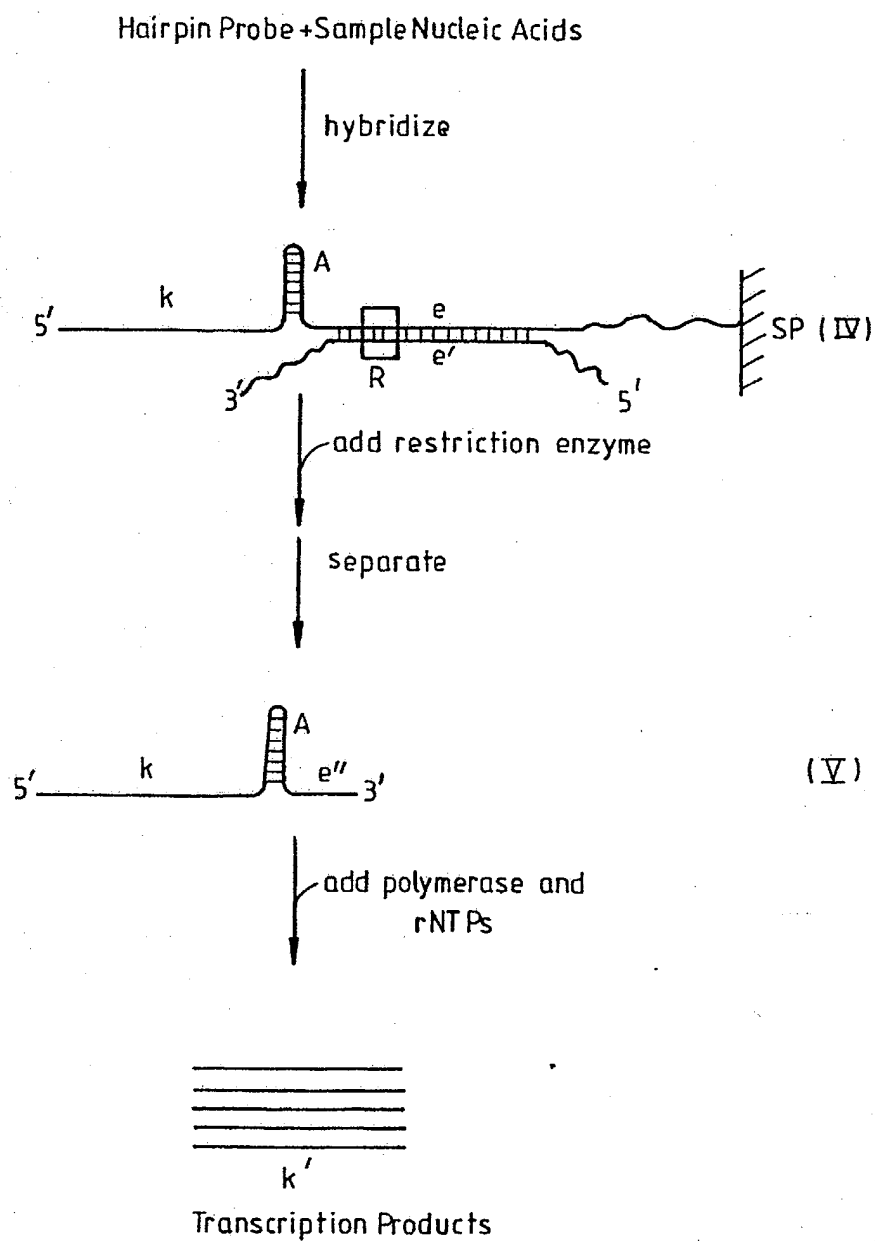 Hairpin Probe + Sample Nucleic Acids
hybridize
A
k
e
5'
SP (IV)
e'
R
3'
5'
add restriction enzyme
separate
A
k
e''
5'
3'
(V)
add polymerase and
rNTPs
k'
Transcription Products